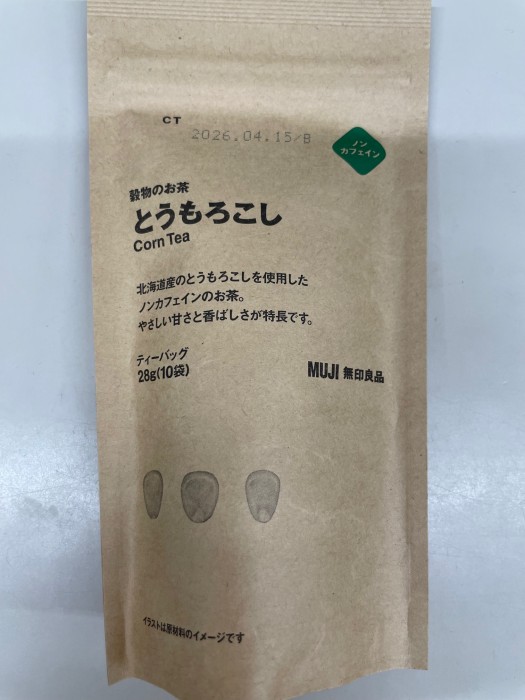 CT
2026.04.15/B
ノン
カフェイン
穀物のお茶
とうもろこし
Corn Tea
北海道産のとうもろこしを使用した
ノンカフェインのお茶。
やさしい甘さと香ばしさが特長です。
ティーバッグ
28g(10袋)
MUJI 無印良品
イラストは原材料のイメージです